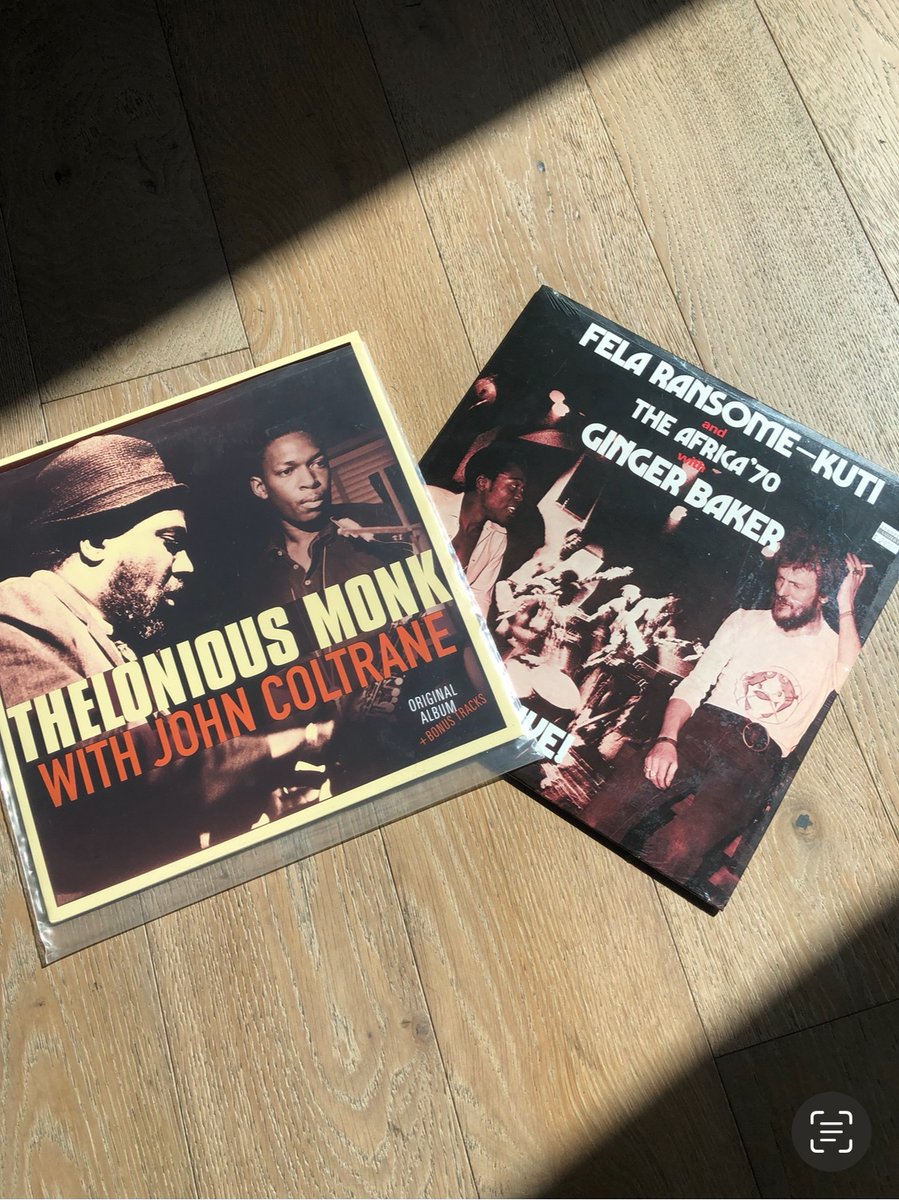 THELONIOUS MONK
WITH JOHN COLTRANE
ORIGINAL
ALBUM
+ BONUS TRACKS
FELA RANSOME-KUTI
and
THE AFRICA '70
with
GINGER BAKER